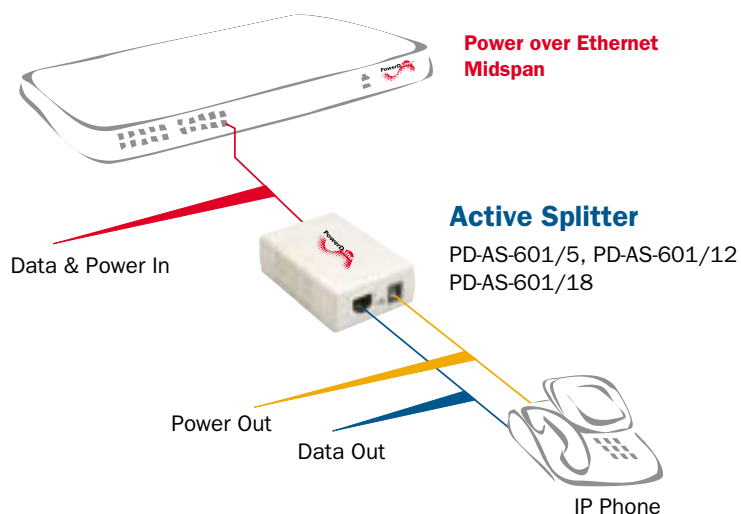 Power over Ethernet
Midspan
Active Splitter
PD-AS-601/5, PD-AS-601/12
PD-AS-601/18
Data & Power In
Power Out
Data Out
IP Phone